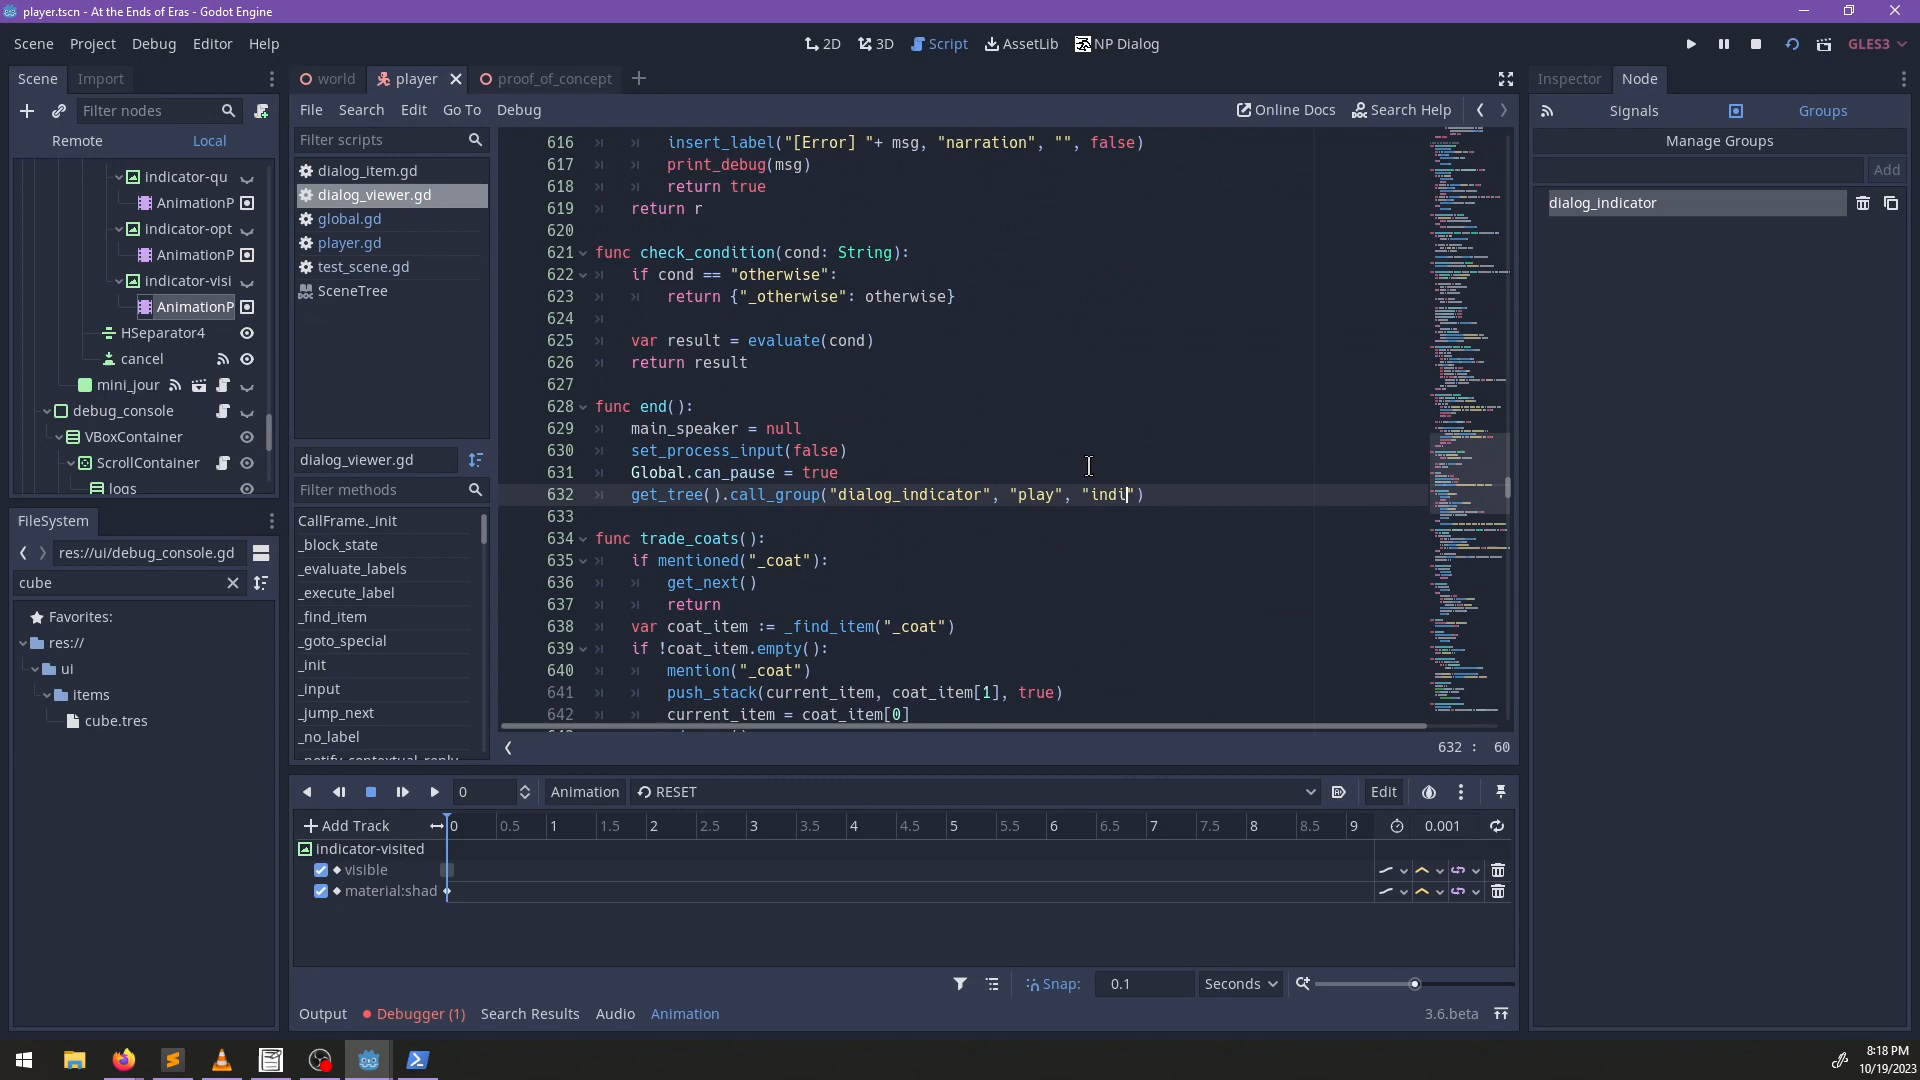 player.tscn - At the Ends of Eras - Godot Engine
Scene Project Debug Editor Help
2D 3D Script AssetLib NP Dialog
GLES3
Scene Import
Filter nodes
Remote Local
indicator-qu
AnimationP
indicator-opt
AnimationP
indicator-visi
AnimationP
HSeparator4
cancel
mini_jour
debug_console
VBoxContainer
ScrollContainer
logs
FileSystem
res://ui/debug_console.gd
cube
Favorites:
res://
ui
items
cube.tres
world player proof_of_concept
File Search Edit Go To Debug
Online Docs Search Help
Filter scripts
dialog_item.gd
dialog_viewer.gd
global.gd
player.gd
test_scene.gd
SceneTree
dialog_viewer.gd
Filter methods
CallFrame._init
_block_state
_evaluate_labels
_execute_label
_find_item
_goto_special
_init
_input
_jump_next
_no_label
_notify_contextual_reply
616 insert_label("[Error] "+ msg, "narration", "", false)
617 print_debug(msg)
618 return true
619 return r
620
621 func check_condition(cond: String):
622 if cond == "otherwise":
623 return {"_otherwise": otherwise}
624
625 var result = evaluate(cond)
626 return result
627
628 func end():
629 main_speaker = null
630 set_process_input(false)
631 Global.can_pause = true
632 get_tree().call_group("dialog_indicator", "play", "indi")
633
634 func trade_coats():
635 if mentioned("_coat"):
636 get_next()
637 return
638 var coat_item := _find_item("_coat")
639 if !coat_item.empty():
640 mention("_coat")
641 push_stack(current_item, coat_item[1], true)
642 current_item = coat_item[0]
632 : 60
0 Animation RESET Edit
Add Track 0 0.5 1 1.5 2 2.5 3 3.5 4 4.5 5 5.5 6 6.5 7 7.5 8 8.5 9 0.001
indicator-visited
visible
material:shad
Snap: 0.1 Seconds
Output Debugger (1) Search Results Audio Animation 3.6.beta
Inspector Node
Signals Groups
Manage Groups
Add
dialog_indicator
8:18 PM
10/19/2023